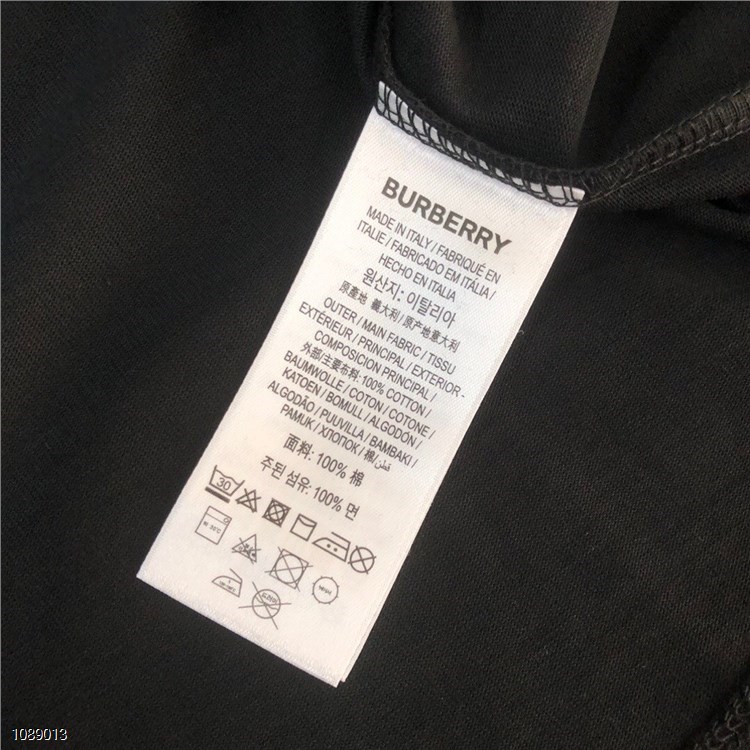 BURBERRY
MADE IN ITALY / FABRIQUÉ EN
ITALIE / FABRICADO EM ITÁLIA /
HECHO EN ITALIA
원산지: 이탈리아
原產地 義大利 / 原产地意大利
OUTER / MAIN FABRIC / TISSU
EXTÉRIEUR / PRINCIPAL / EXTERIOR -
COMPOSICION PRINCIPAL /
外部/主要布料:100% COTTON /
BAUMWOLLE / COTON / COTONE /
KATOEN / BOMULL / ALGODÓN /
ALGODÃO / PUUVILLA / BAMBAKI /
PAMUK / ХЛОПОК / 棉/قطن
面料: 100% 棉
주된 섬유: 100% 면
30
1089013